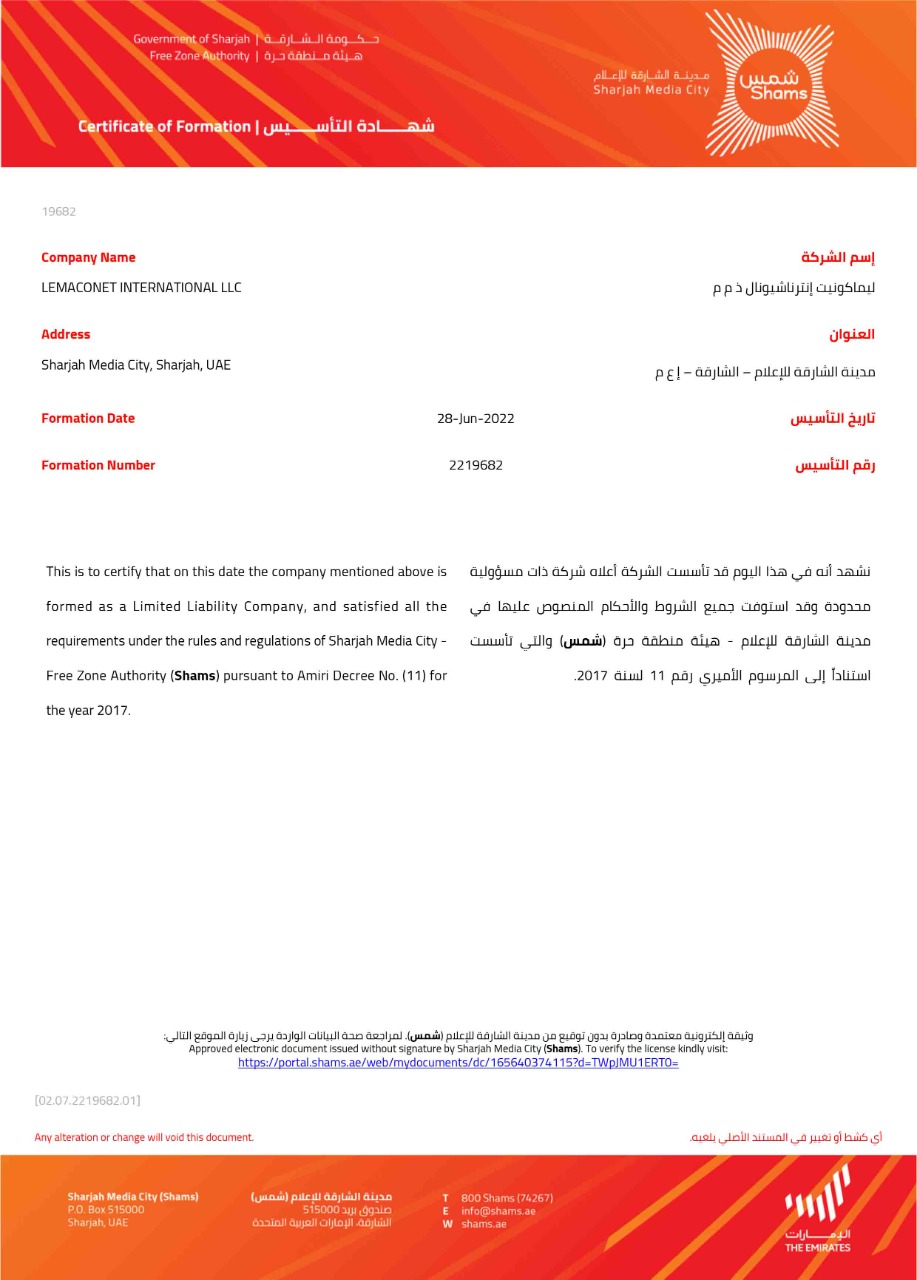 Government of Sharjah | حكومة الشارقة
Free Zone Authority | هيئة منطقة حرة
مدينة الشارقة للإعلام
Sharjah Media City
شمس
Shams
Certificate of Formation | شهادة التأسيس
19682
Company Name إسم الشركة
LEMACONET INTERNATIONAL LLC ليماكونيت إنترناشيونال ذ م م
Address العنوان
Sharjah Media City, Sharjah, UAE مدينة الشارقة للإعلام – الشارقة – إ ع م
Formation Date 28-Jun-2022 تاريخ التأسيس
Formation Number 2219682 رقم التأسيس
This is to certify that on this date the company mentioned above is
formed as a Limited Liability Company, and satisfied all the
requirements under the rules and regulations of Sharjah Media City -
Free Zone Authority (Shams) pursuant to Amiri Decree No. (11) for
the year 2017.
نشهد أنه في هذا اليوم قد تأسست الشركة أعلاه شركة ذات مسؤولية
محدودة وقد استوفت جميع الشروط والأحكام المنصوص عليها في
مدينة الشارقة للإعلام - هيئة منطقة حرة (شمس) والتي تأسست
استناداً إلى المرسوم الأميري رقم 11 لسنة 2017.
وثيقة إلكترونية معتمدة وصادرة بدون توقيع من مدينة الشارقة للإعلام (شمس). لمراجعة صحة البيانات الواردة يرجى زيارة الموقع التالي:
Approved electronic document issued without signature by Sharjah Media City (Shams). To verify the license kindly visit:
https://portal.shams.ae/web/mydocuments/dc/165640374115?d=TWpJMU1ERT0=
[02.07.2219682.01]
Any alteration or change will void this document. أي كشط أو تغيير في المستند الأصلي يلغيه.
Sharjah Media City (Shams)
P.O. Box 515000
Sharjah, UAE
مدينة الشارقة للإعلام (شمس)
صندوق بريد 515000
الشارقة، الإمارات العربية المتحدة
T 800 Shams (74267)
E info@shams.ae
W shams.ae
الإمارات
THE EMIRATES